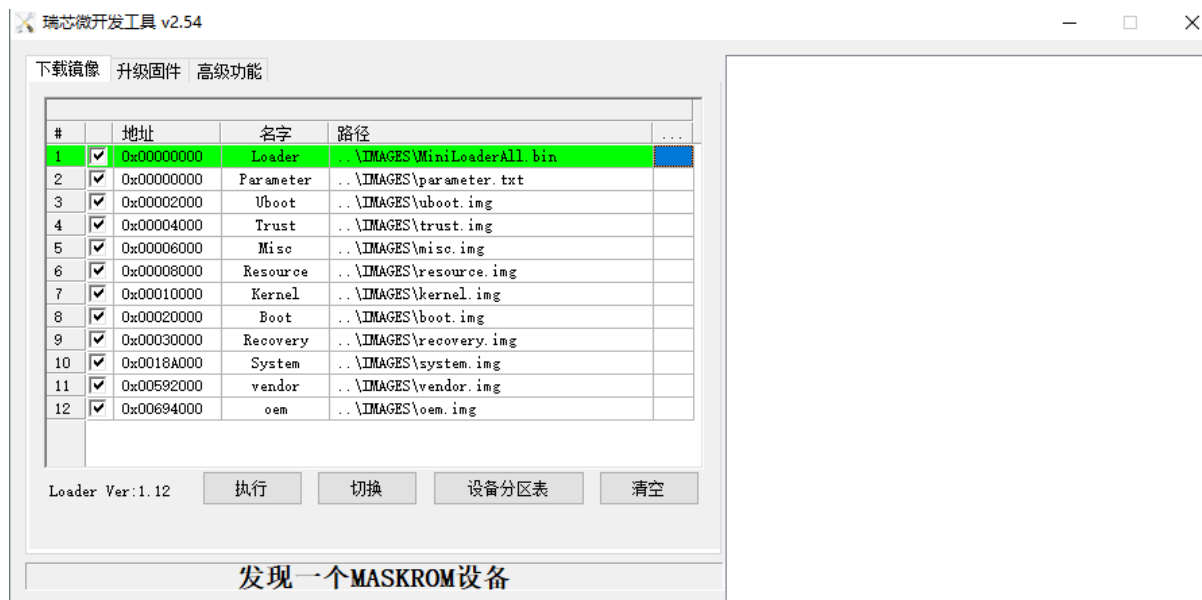 瑞芯微开发工具 v2.54
下载镜像 升级固件 高级功能
# 地址 名字 路径 ...
1 0x00000000 Loader ..\IMAGES\MiniLoaderAll.bin
2 0x00000000 Parameter ..\IMAGES\parameter.txt
3 0x00002000 Uboot ..\IMAGES\uboot.img
4 0x00004000 Trust ..\IMAGES\trust.img
5 0x00006000 Misc ..\IMAGES\misc.img
6 0x00008000 Resource ..\IMAGES\resource.img
7 0x00010000 Kernel ..\IMAGES\kernel.img
8 0x00020000 Boot ..\IMAGES\boot.img
9 0x00030000 Recovery ..\IMAGES\recovery.img
10 0x0018A000 System ..\IMAGES\system.img
11 0x00592000 vendor ..\IMAGES\vendor.img
12 0x00694000 oem ..\IMAGES\oem.img
Loader Ver:1.12 执行 切换 设备分区表 清空
发现一个MASKROM设备